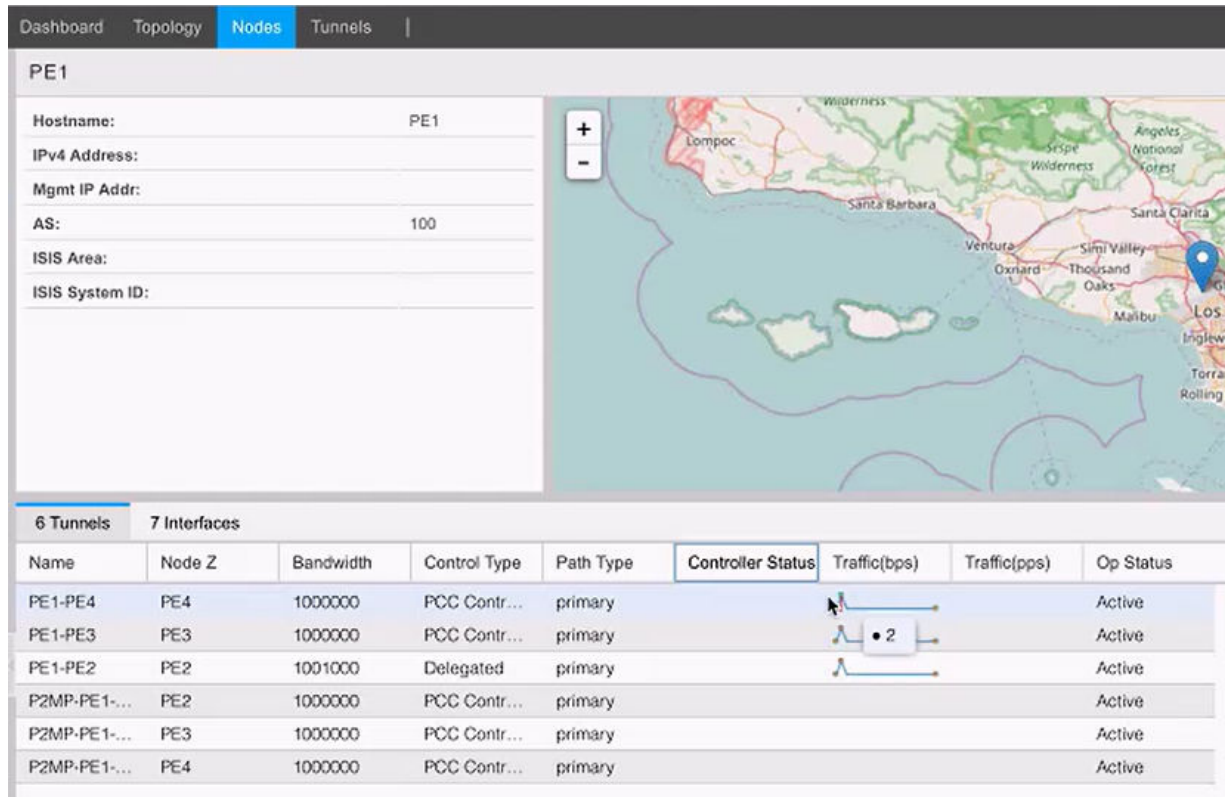 Dashboard Topology Nodes Tunnels
PE1
Hostname: PE1
IPv4 Address:
Mgmt IP Addr:
AS: 100
ISIS Area:
ISIS System ID:
+
-
Wilderness
Lompoc
Sespe
Wilderness
Angeles
National
Forest
Santa Barbara
Santa Clarita
Ventura
Simi Valley
Oxnard
Thousand
Oaks
Malibu
Los
Inglew
Torra
Rolling
6 Tunnels 7 Interfaces
Name Node Z Bandwidth Control Type Path Type Controller Status Traffic(bps) Traffic(pps) Op Status
PE1-PE4 PE4 1000000 PCC Contr... primary Active
PE1-PE3 PE3 1000000 PCC Contr... primary • 2 Active
PE1-PE2 PE2 1001000 Delegated primary Active
P2MP-PE1-... PE2 1000000 PCC Contr... primary Active
P2MP-PE1-... PE3 1000000 PCC Contr... primary Active
P2MP-PE1-... PE4 1000000 PCC Contr... primary Active